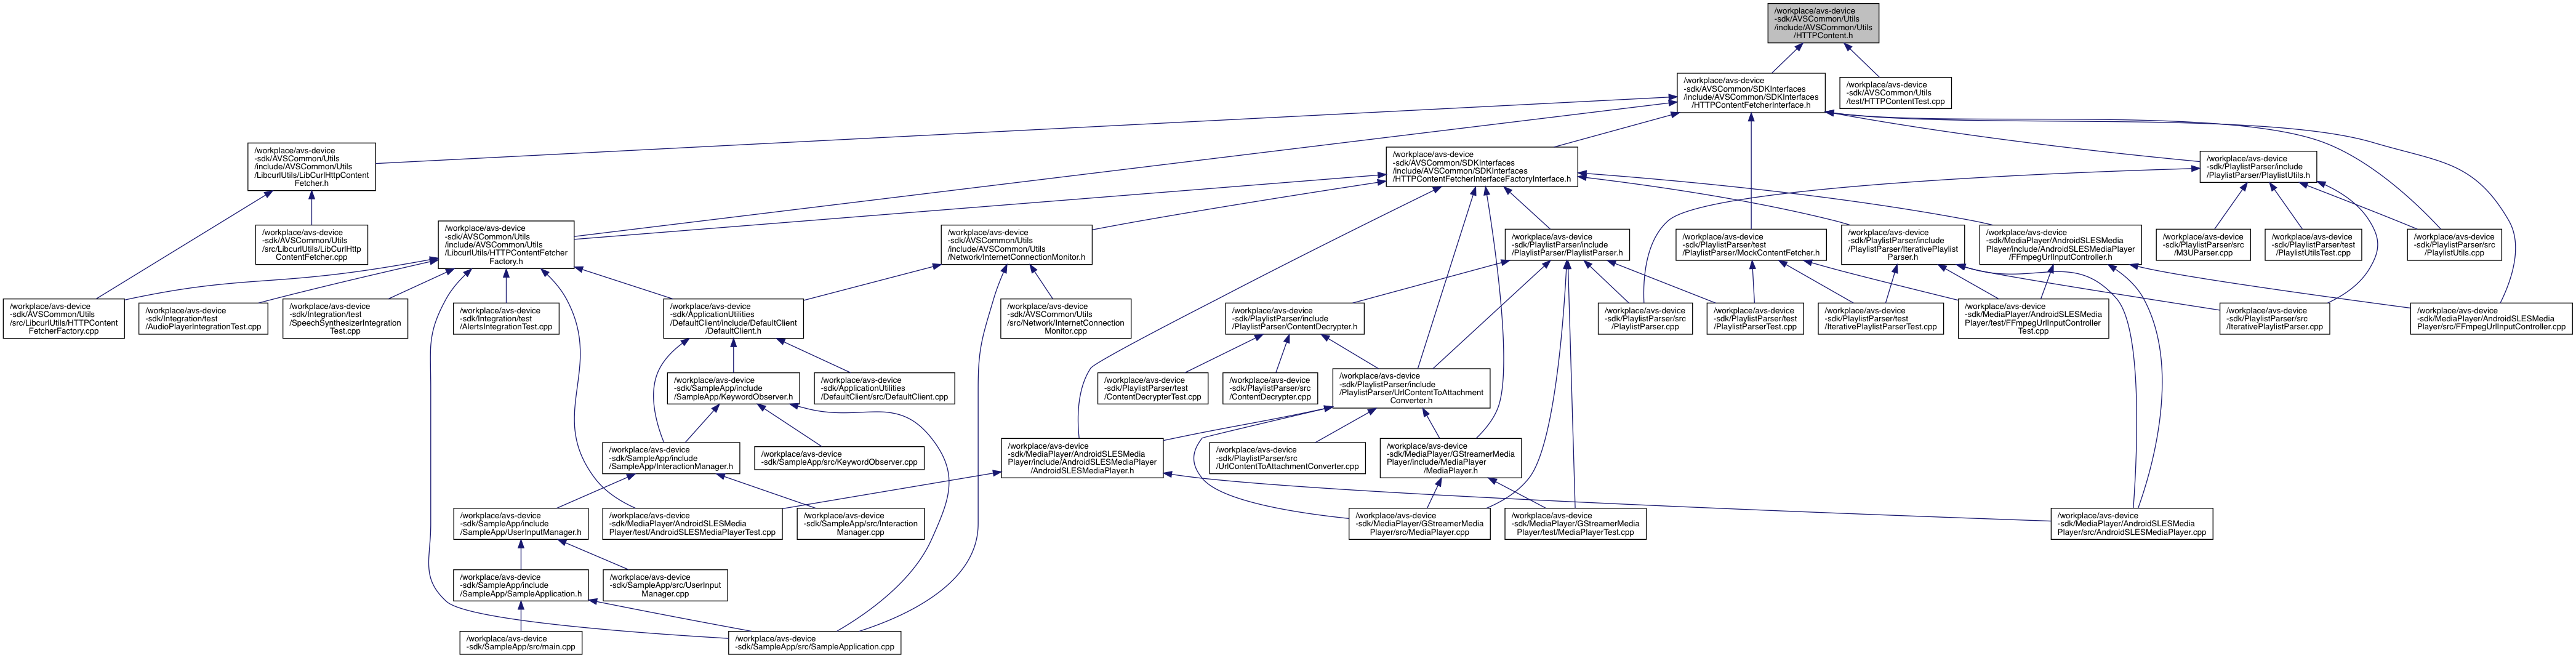 /workplace/avs-device
-sdk/AVSCommon/Utils
/include/AVSCommon/Utils
/HTTPContent.h
/workplace/avs-device
-sdk/AVSCommon/SDKInterfaces
/include/AVSCommon/SDKInterfaces
/HTTPContentFetcherInterface.h
/workplace/avs-device
-sdk/AVSCommon/Utils
/test/HTTPContentTest.cpp
/workplace/avs-device
-sdk/AVSCommon/Utils
/include/AVSCommon/Utils
/LibcurlUtils/LibCurlHttpContent
Fetcher.h
/workplace/avs-device
-sdk/AVSCommon/SDKInterfaces
/include/AVSCommon/SDKInterfaces
/HTTPContentFetcherInterfaceFactoryInterface.h
/workplace/avs-device
-sdk/PlaylistParser/include
/PlaylistParser/PlaylistUtils.h
/workplace/avs-device
-sdk/AVSCommon/Utils
/src/LibcurlUtils/LibCurlHttp
ContentFetcher.cpp
/workplace/avs-device
-sdk/AVSCommon/Utils
/include/AVSCommon/Utils
/LibcurlUtils/HTTPContentFetcher
Factory.h
/workplace/avs-device
-sdk/AVSCommon/Utils
/include/AVSCommon/Utils
/Network/InternetConnectionMonitor.h
/workplace/avs-device
-sdk/PlaylistParser/include
/PlaylistParser/PlaylistParser.h
/workplace/avs-device
-sdk/PlaylistParser/test
/PlaylistParser/MockContentFetcher.h
/workplace/avs-device
-sdk/PlaylistParser/include
/PlaylistParser/IterativePlaylist
Parser.h
/workplace/avs-device
-sdk/MediaPlayer/AndroidSLESMedia
Player/include/AndroidSLESMediaPlayer
/FFmpegUrlInputController.h
/workplace/avs-device
-sdk/PlaylistParser/src
/M3UParser.cpp
/workplace/avs-device
-sdk/PlaylistParser/test
/PlaylistUtilsTest.cpp
/workplace/avs-device
-sdk/PlaylistParser/src
/PlaylistUtils.cpp
/workplace/avs-device
-sdk/AVSCommon/Utils
/src/LibcurlUtils/HTTPContent
FetcherFactory.cpp
/workplace/avs-device
-sdk/Integration/test
/AudioPlayerIntegrationTest.cpp
/workplace/avs-device
-sdk/Integration/test
/SpeechSynthesizerIntegration
Test.cpp
/workplace/avs-device
-sdk/Integration/test
/AlertsIntegrationTest.cpp
/workplace/avs-device
-sdk/ApplicationUtilities
/DefaultClient/include/DefaultClient
/DefaultClient.h
/workplace/avs-device
-sdk/AVSCommon/Utils
/src/Network/InternetConnection
Monitor.cpp
/workplace/avs-device
-sdk/PlaylistParser/include
/PlaylistParser/ContentDecrypter.h
/workplace/avs-device
-sdk/PlaylistParser/src
/PlaylistParser.cpp
/workplace/avs-device
-sdk/PlaylistParser/test
/PlaylistParserTest.cpp
/workplace/avs-device
-sdk/PlaylistParser/test
/IterativePlaylistParserTest.cpp
/workplace/avs-device
-sdk/MediaPlayer/AndroidSLESMedia
Player/test/FFmpegUrlInputController
Test.cpp
/workplace/avs-device
-sdk/PlaylistParser/src
/IterativePlaylistParser.cpp
/workplace/avs-device
-sdk/MediaPlayer/AndroidSLESMedia
Player/src/FFmpegUrlInputController.cpp
/workplace/avs-device
-sdk/SampleApp/include
/SampleApp/KeywordObserver.h
/workplace/avs-device
-sdk/ApplicationUtilities
/DefaultClient/src/DefaultClient.cpp
/workplace/avs-device
-sdk/PlaylistParser/test
/ContentDecrypterTest.cpp
/workplace/avs-device
-sdk/PlaylistParser/src
/ContentDecrypter.cpp
/workplace/avs-device
-sdk/PlaylistParser/include
/PlaylistParser/UrlContentToAttachment
Converter.h
/workplace/avs-device
-sdk/SampleApp/include
/SampleApp/InteractionManager.h
/workplace/avs-device
-sdk/SampleApp/src/KeywordObserver.cpp
/workplace/avs-device
-sdk/MediaPlayer/AndroidSLESMedia
Player/include/AndroidSLESMediaPlayer
/AndroidSLESMediaPlayer.h
/workplace/avs-device
-sdk/PlaylistParser/src
/UrlContentToAttachmentConverter.cpp
/workplace/avs-device
-sdk/MediaPlayer/GStreamerMedia
Player/include/MediaPlayer
/MediaPlayer.h
/workplace/avs-device
-sdk/SampleApp/include
/SampleApp/UserInputManager.h
/workplace/avs-device
-sdk/MediaPlayer/AndroidSLESMedia
Player/test/AndroidSLESMediaPlayerTest.cpp
/workplace/avs-device
-sdk/SampleApp/src/Interaction
Manager.cpp
/workplace/avs-device
-sdk/MediaPlayer/GStreamerMedia
Player/src/MediaPlayer.cpp
/workplace/avs-device
-sdk/MediaPlayer/GStreamerMedia
Player/test/MediaPlayerTest.cpp
/workplace/avs-device
-sdk/MediaPlayer/AndroidSLESMedia
Player/src/AndroidSLESMediaPlayer.cpp
/workplace/avs-device
-sdk/SampleApp/include
/SampleApp/SampleApplication.h
/workplace/avs-device
-sdk/SampleApp/src/UserInput
Manager.cpp
/workplace/avs-device
-sdk/SampleApp/src/main.cpp
/workplace/avs-device
-sdk/SampleApp/src/SampleApplication.cpp